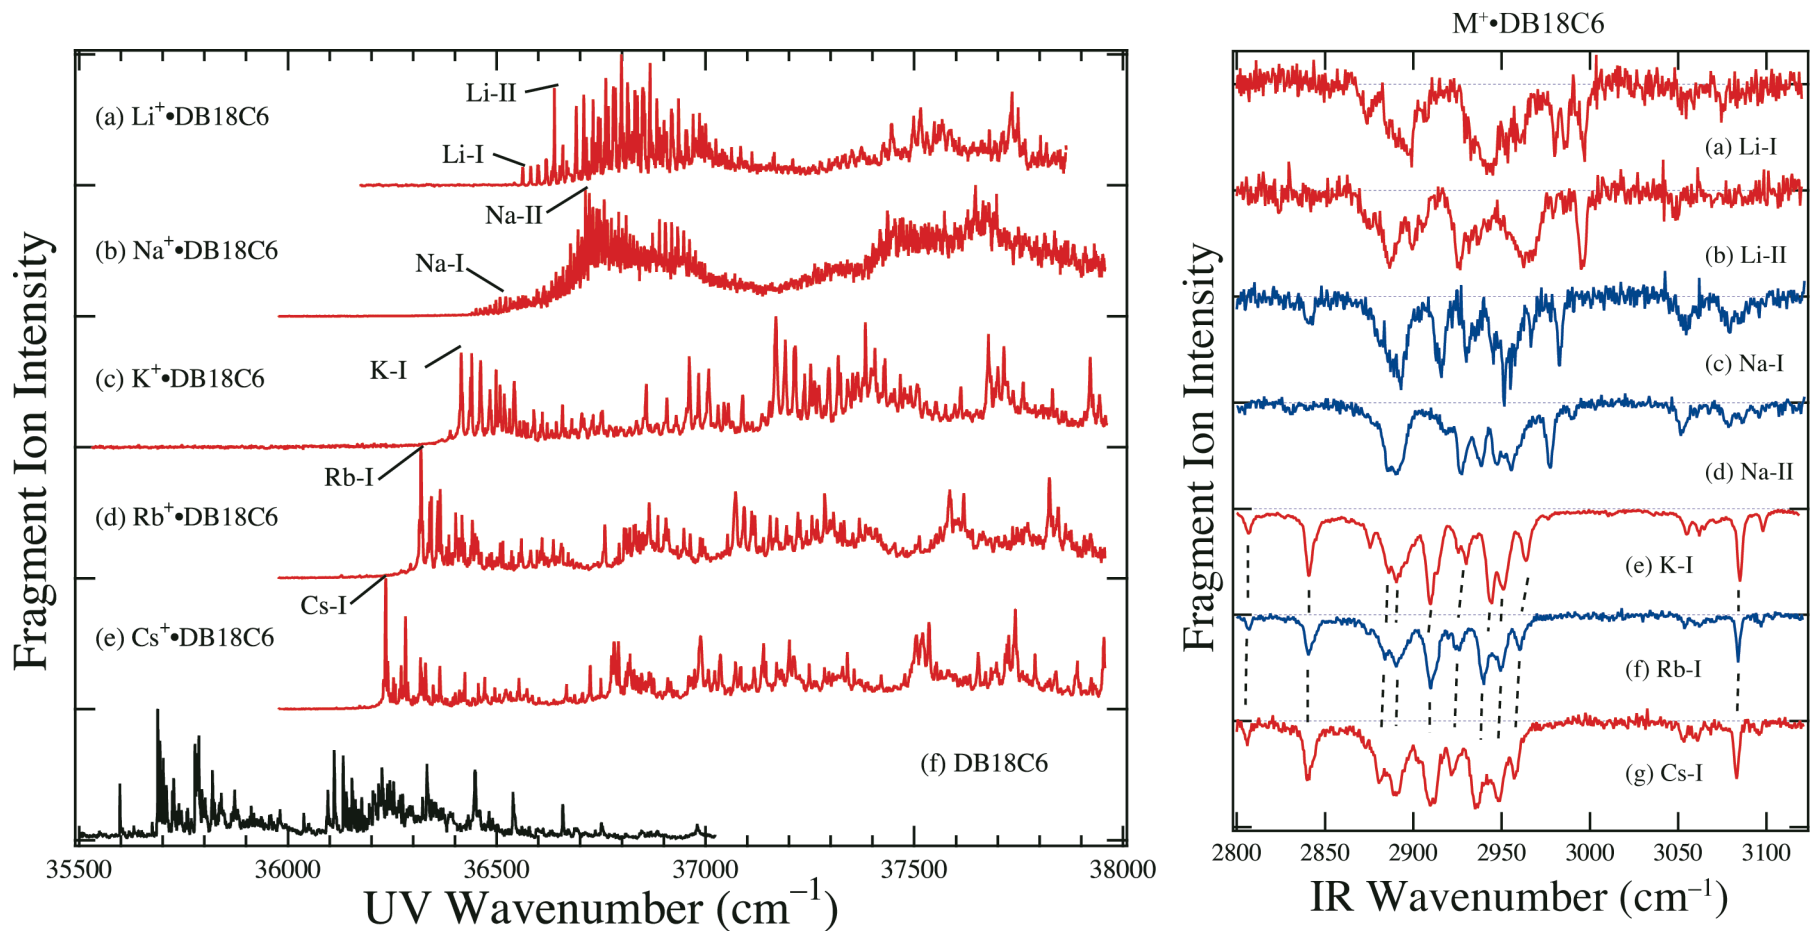 M⁺•DB18C6
(a) Li⁺•DB18C6
Li-II
Li-I
(b) Na⁺•DB18C6
Na-II
Na-I
(c) K⁺•DB18C6
K-I
(d) Rb⁺•DB18C6
Rb-I
(e) Cs⁺•DB18C6
Cs-I
(f) DB18C6
Fragment Ion Intensity
35500 36000 36500 37000 37500 38000
UV Wavenumber (cm⁻¹)
(a) Li-I
(b) Li-II
(c) Na-I
(d) Na-II
(e) K-I
(f) Rb-I
(g) Cs-I
Fragment Ion Intensity
2800 2850 2900 2950 3000 3050 3100
IR Wavenumber (cm⁻¹)